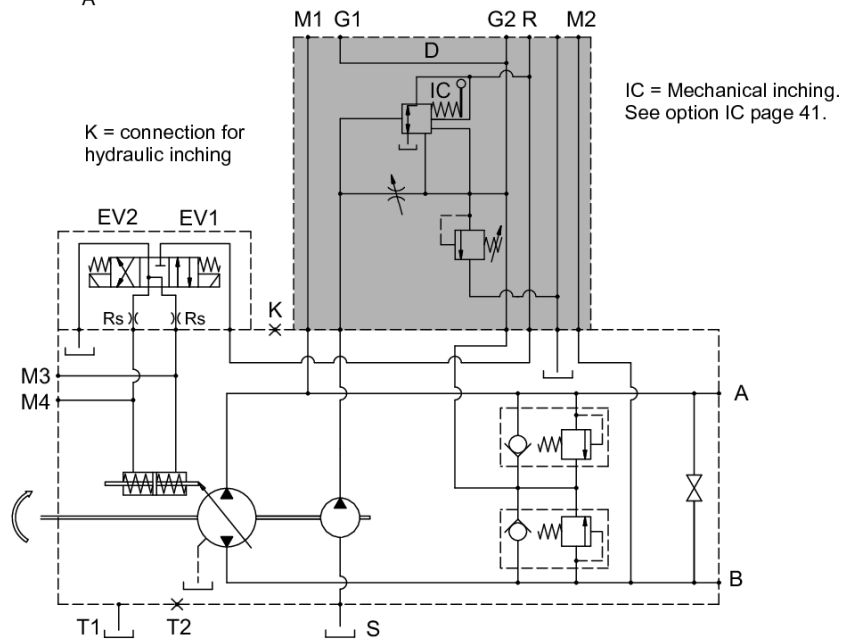 A
M1 G1 G2 R M2
D
IC
IC = Mechanical inching.
See option IC page 41.
K = connection for
hydraulic inching
EV2 EV1
K
Rs Rs
M3
M4
A
B
T1 T2 S